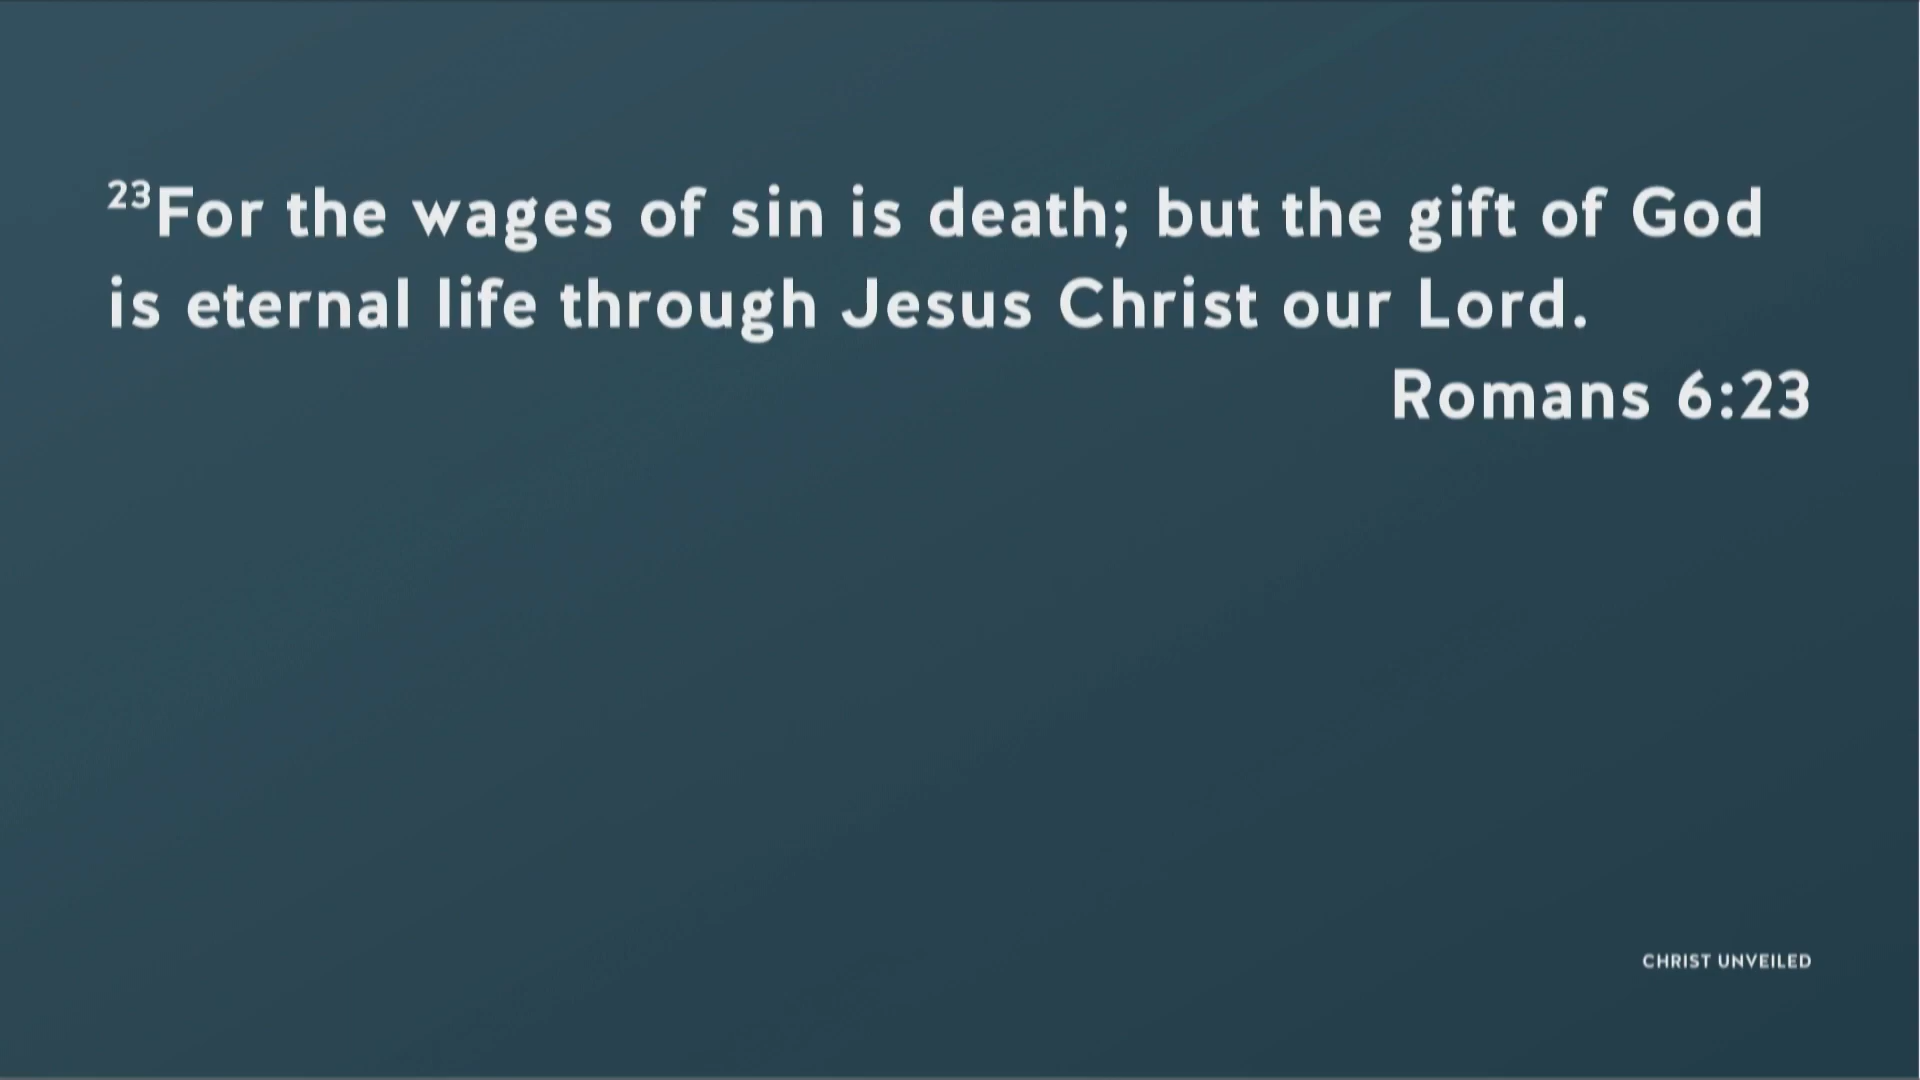 ²³For the wages of sin is death; but the gift of God
is eternal life through Jesus Christ our Lord.
Romans 6:23
CHRIST UNVEILED